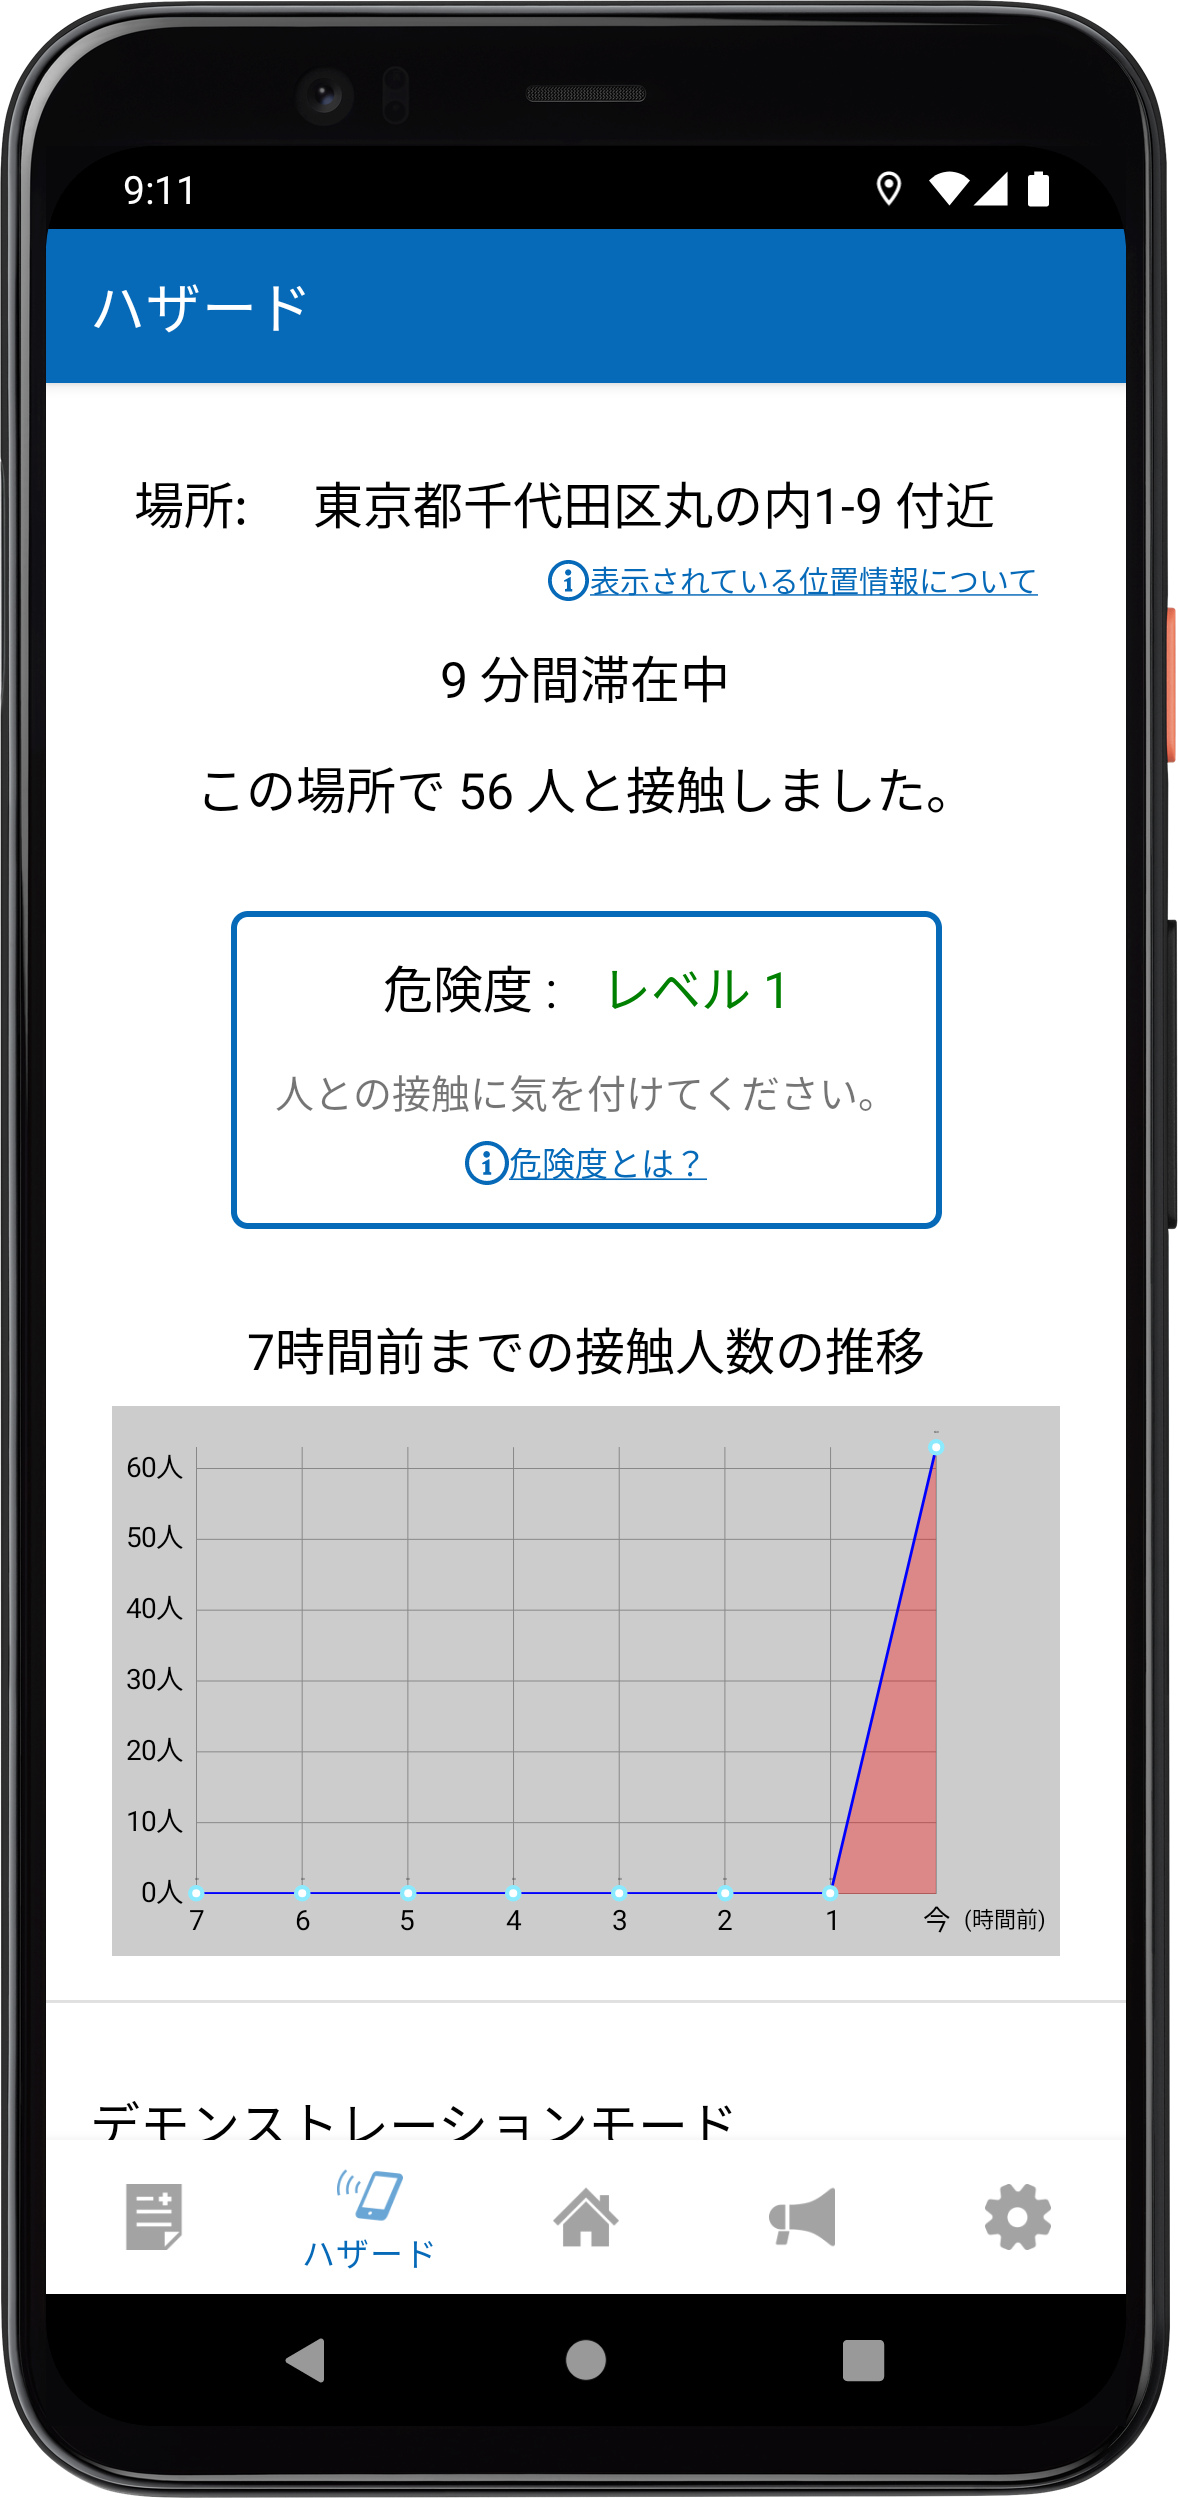 9:11
ハザード
場所: 東京都千代田区丸の内1-9 付近
表示されている位置情報について
9 分間滞在中
この場所で 56 人と接触しました。
危険度 : レベル 1
人との接触に気を付けてください。
危険度とは？
7時間前までの接触人数の推移
60人
50人
40人
30人
20人
10人
0人
7 6 5 4 3 2 1 今 (時間前)
デモンストレーションモード
ハザード